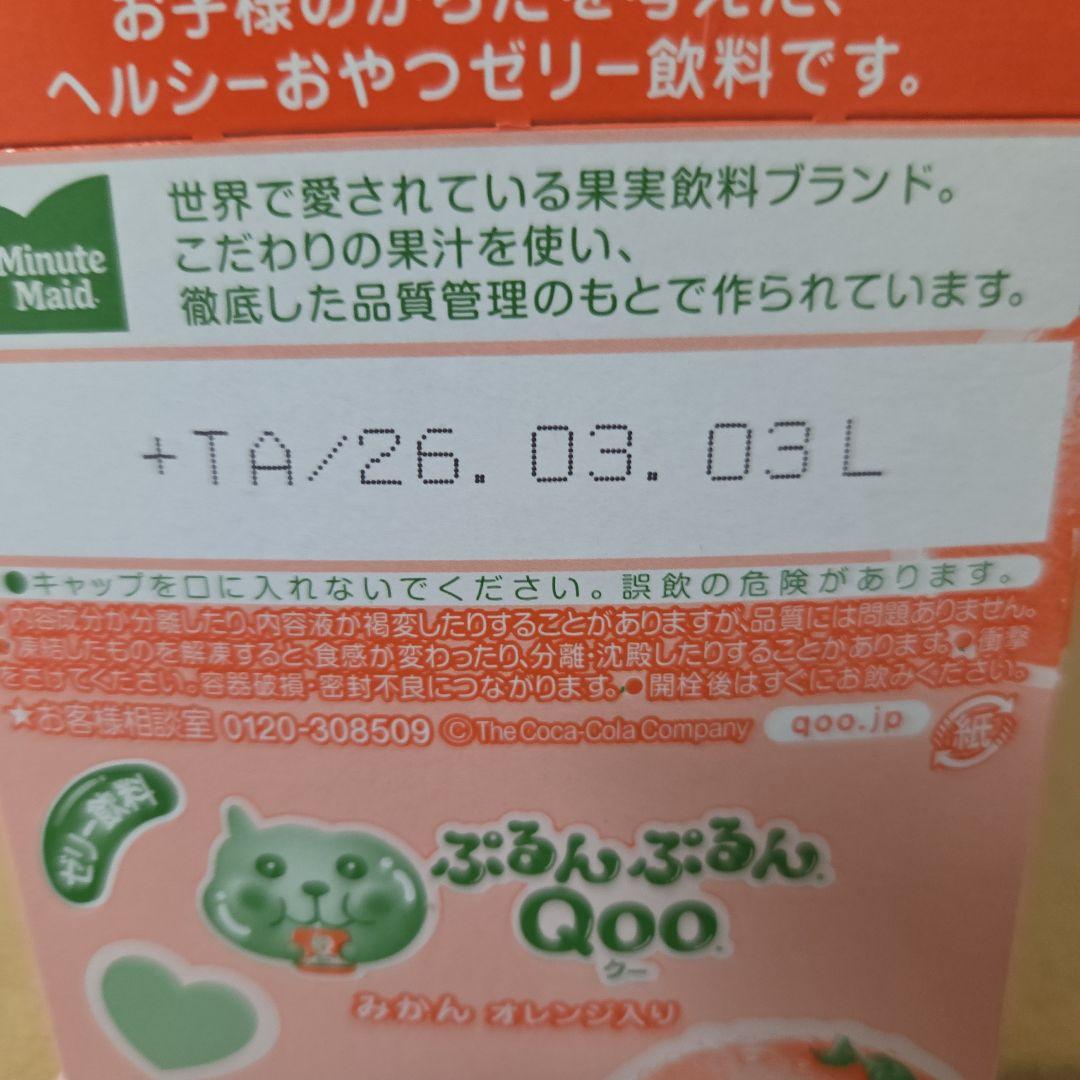 お子様のからだを考えた、
ヘルシーおやつゼリー飲料です。
Minute
Maid
世界で愛されている果実飲料ブランド。
こだわりの果汁を使い、
徹底した品質管理のもとで作られています。
+TA/26.03.03L
●キャップを口に入れないでください。誤飲の危険があります。
内容成分が分離したり、内容液が褐変したりすることがありますが、品質には問題ありません。
●凍結したものを解凍すると、食感が変わったり、分離・沈殿したりすることがあります。●衝撃
をさけてください。容器破損・密封不良につながります。●開栓後はすぐにお飲みください。
★お客様相談室 0120-308509 ©The Coca-Cola Company qoo.jp 紙
ゼリー飲料
ぷるんぷるん
Qoo
クー
みかん オレンジ入り